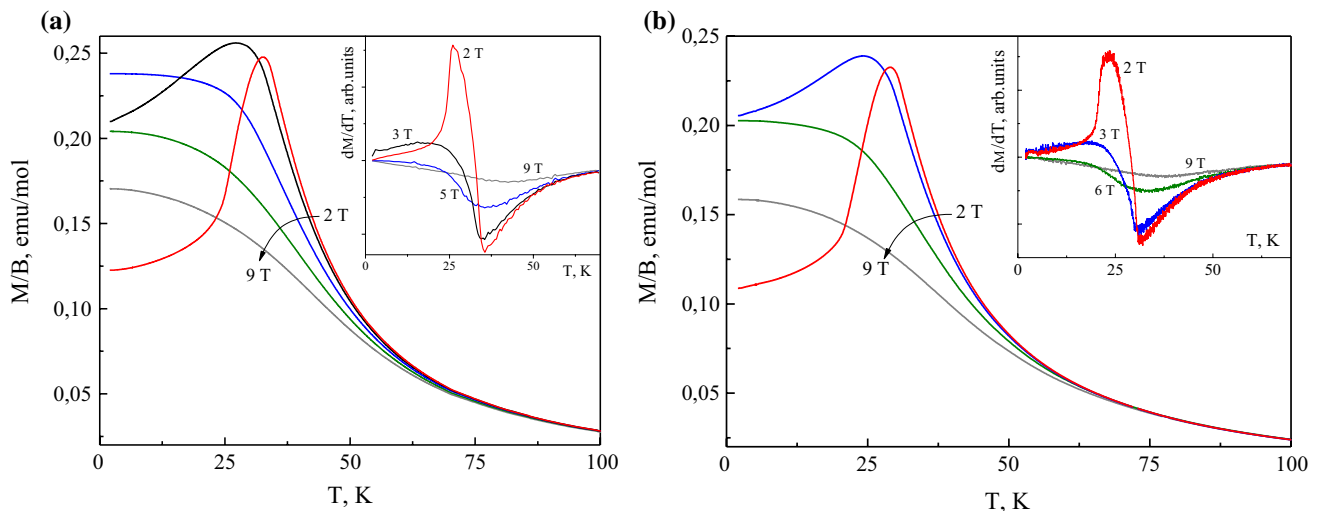 (a)
0,25
0,20
0,15
0,10
0,05
M/B, emu/mol
0
25
50
75
100
T, K
2 T
9 T
dM/dT, arb.units
2 T
3 T
9 T
5 T
0
25
50
T, K
(b)
0,25
0,20
0,15
0,10
0,05
M/B, emu/mol
0
25
50
75
100
T, K
2 T
9 T
dM/dT, arb.units
2 T
3 T
9 T
6 T
T, K
0
25
50